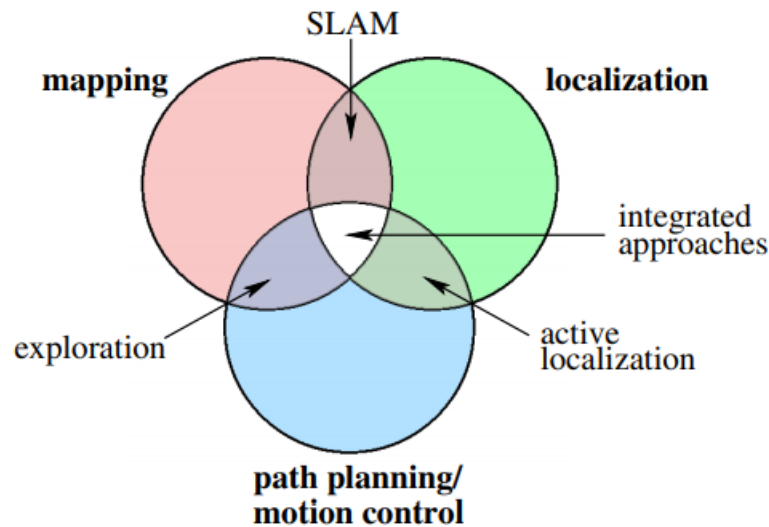 SLAM
mapping
localization
integrated
approaches
exploration
active
localization
path planning/
motion control